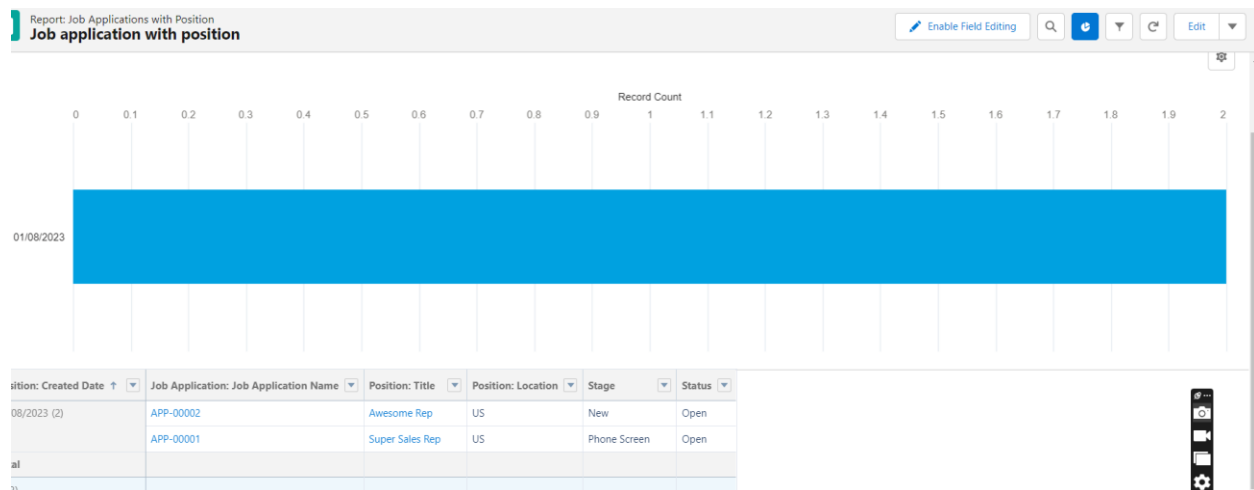 Report: Job Applications with Position
Job application with position
Enable Field Editing
Edit
Record Count
0 0.1 0.2 0.3 0.4 0.5 0.6 0.7 0.8 0.9 1 1.1 1.2 1.3 1.4 1.5 1.6 1.7 1.8 1.9 2
01/08/2023
sition: Created Date ↑ Job Application: Job Application Name Position: Title Position: Location Stage Status
08/2023 (2) APP-00002 Awesome Rep US New Open
APP-00001 Super Sales Rep US Phone Screen Open
al